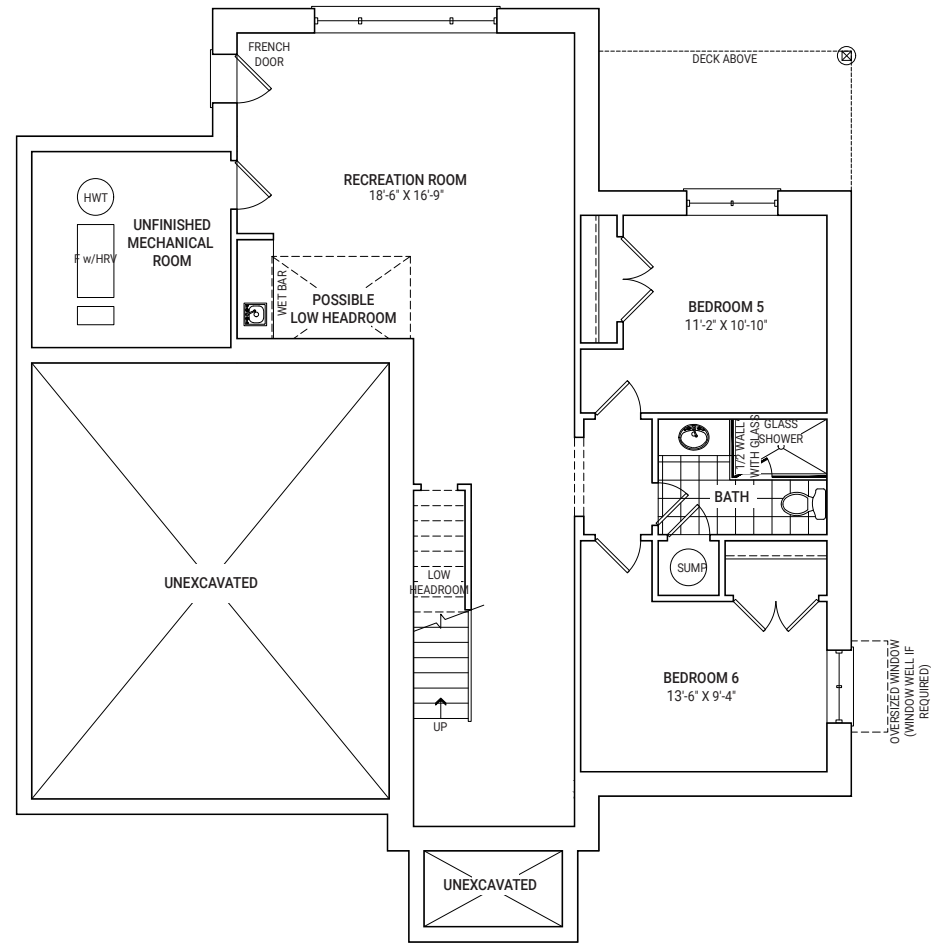 FRENCH
DOOR
DECK ABOVE
RECREATION ROOM
18'-6" X 16'-9"
HWT
UNFINISHED
MECHANICAL
ROOM
F w/HRV
WET BAR
POSSIBLE
LOW HEADROOM
BEDROOM 5
11'-2" X 10'-10"
1/2 WALL
WITH GLASS
GLASS
SHOWER
BATH
SUMP
UNEXCAVATED
LOW
HEADROOM
UP
BEDROOM 6
13'-6" X 9'-4"
OVERSIZED WINDOW
(WINDOW WELL IF
REQUIRED)
UNEXCAVATED